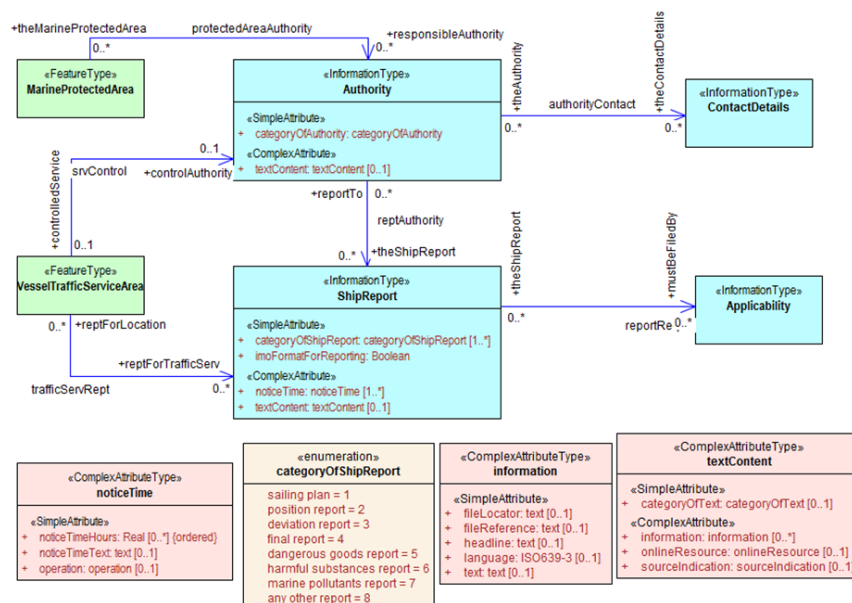 +theMarineProtectedArea
protectedAreaAuthority
0..*
0..*
+responsibleAuthority
«FeatureType»
MarineProtectedArea
«InformationType»
Authority
«SimpleAttribute»
+ categoryOfAuthority: categoryOfAuthority
«ComplexAttribute»
+ textContent: textContent [0..1]
+theAuthority
0..*
authorityContact
+theContactDetails
0..*
«InformationType»
ContactDetails
0..1
srvControl
+controlAuthority
+controlledService
0..1
+reportTo
0..*
reptAuthority
0..*
+theShipReport
«FeatureType»
VesselTrafficServiceArea
0..*
+reptForLocation
+reptForTrafficServ
trafficServRept
0..*
«InformationType»
ShipReport
«SimpleAttribute»
+ categoryOfShipReport: categoryOfShipReport [1..*]
+ imoFormatForReporting: Boolean
«ComplexAttribute»
+ noticeTime: noticeTime [1..*]
+ textContent: textContent [0..1]
+theShipReport
0..*
+mustBeFiledBy
reportRe
0..*
«InformationType»
Applicability
«ComplexAttributeType»
noticeTime
«SimpleAttribute»
+ noticeTimeHours: Real [0..*] {ordered}
+ noticeTimeText: text [0..1]
+ operation: operation [0..1]
«enumeration»
categoryOfShipReport
sailing plan = 1
position report = 2
deviation report = 3
final report = 4
dangerous goods report = 5
harmful substances report = 6
marine pollutants report = 7
any other report = 8
«ComplexAttributeType»
information
«SimpleAttribute»
+ fileLocator: text [0..1]
+ fileReference: text [0..1]
+ headline: text [0..1]
+ language: ISO639-3 [0..1]
+ text: text [0..1]
«ComplexAttributeType»
textContent
«SimpleAttribute»
+ categoryOfText: categoryOfText [0..1]
«ComplexAttribute»
+ information: information [0..*]
+ onlineResource: onlineResource [0..1]
+ sourceIndication: sourceIndication [0..1]